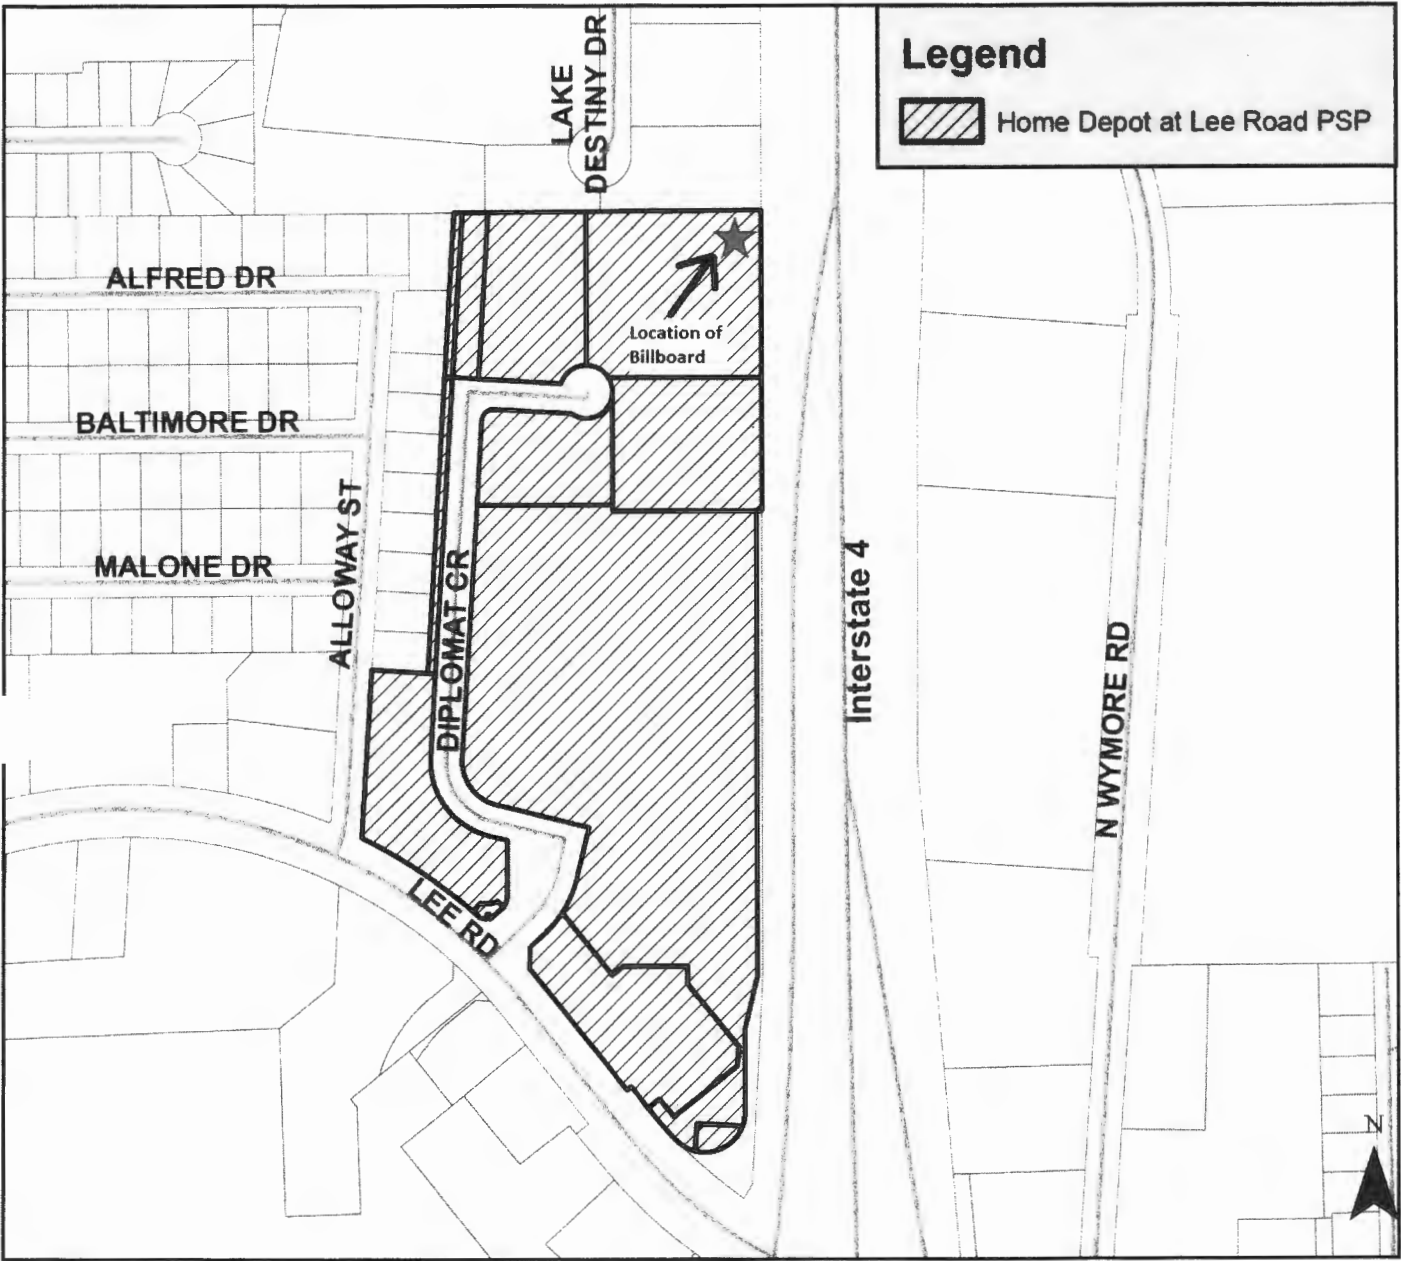 LAKE
DESTINY DR
Legend
Home Depot at Lee Road PSP
ALFRED DR
Location of
Billboard
BALTIMORE DR
MALONE DR
ALLOWAY ST
DIPLOMAT CR
Interstate 4
N WYMORE RD
LEE RD
N